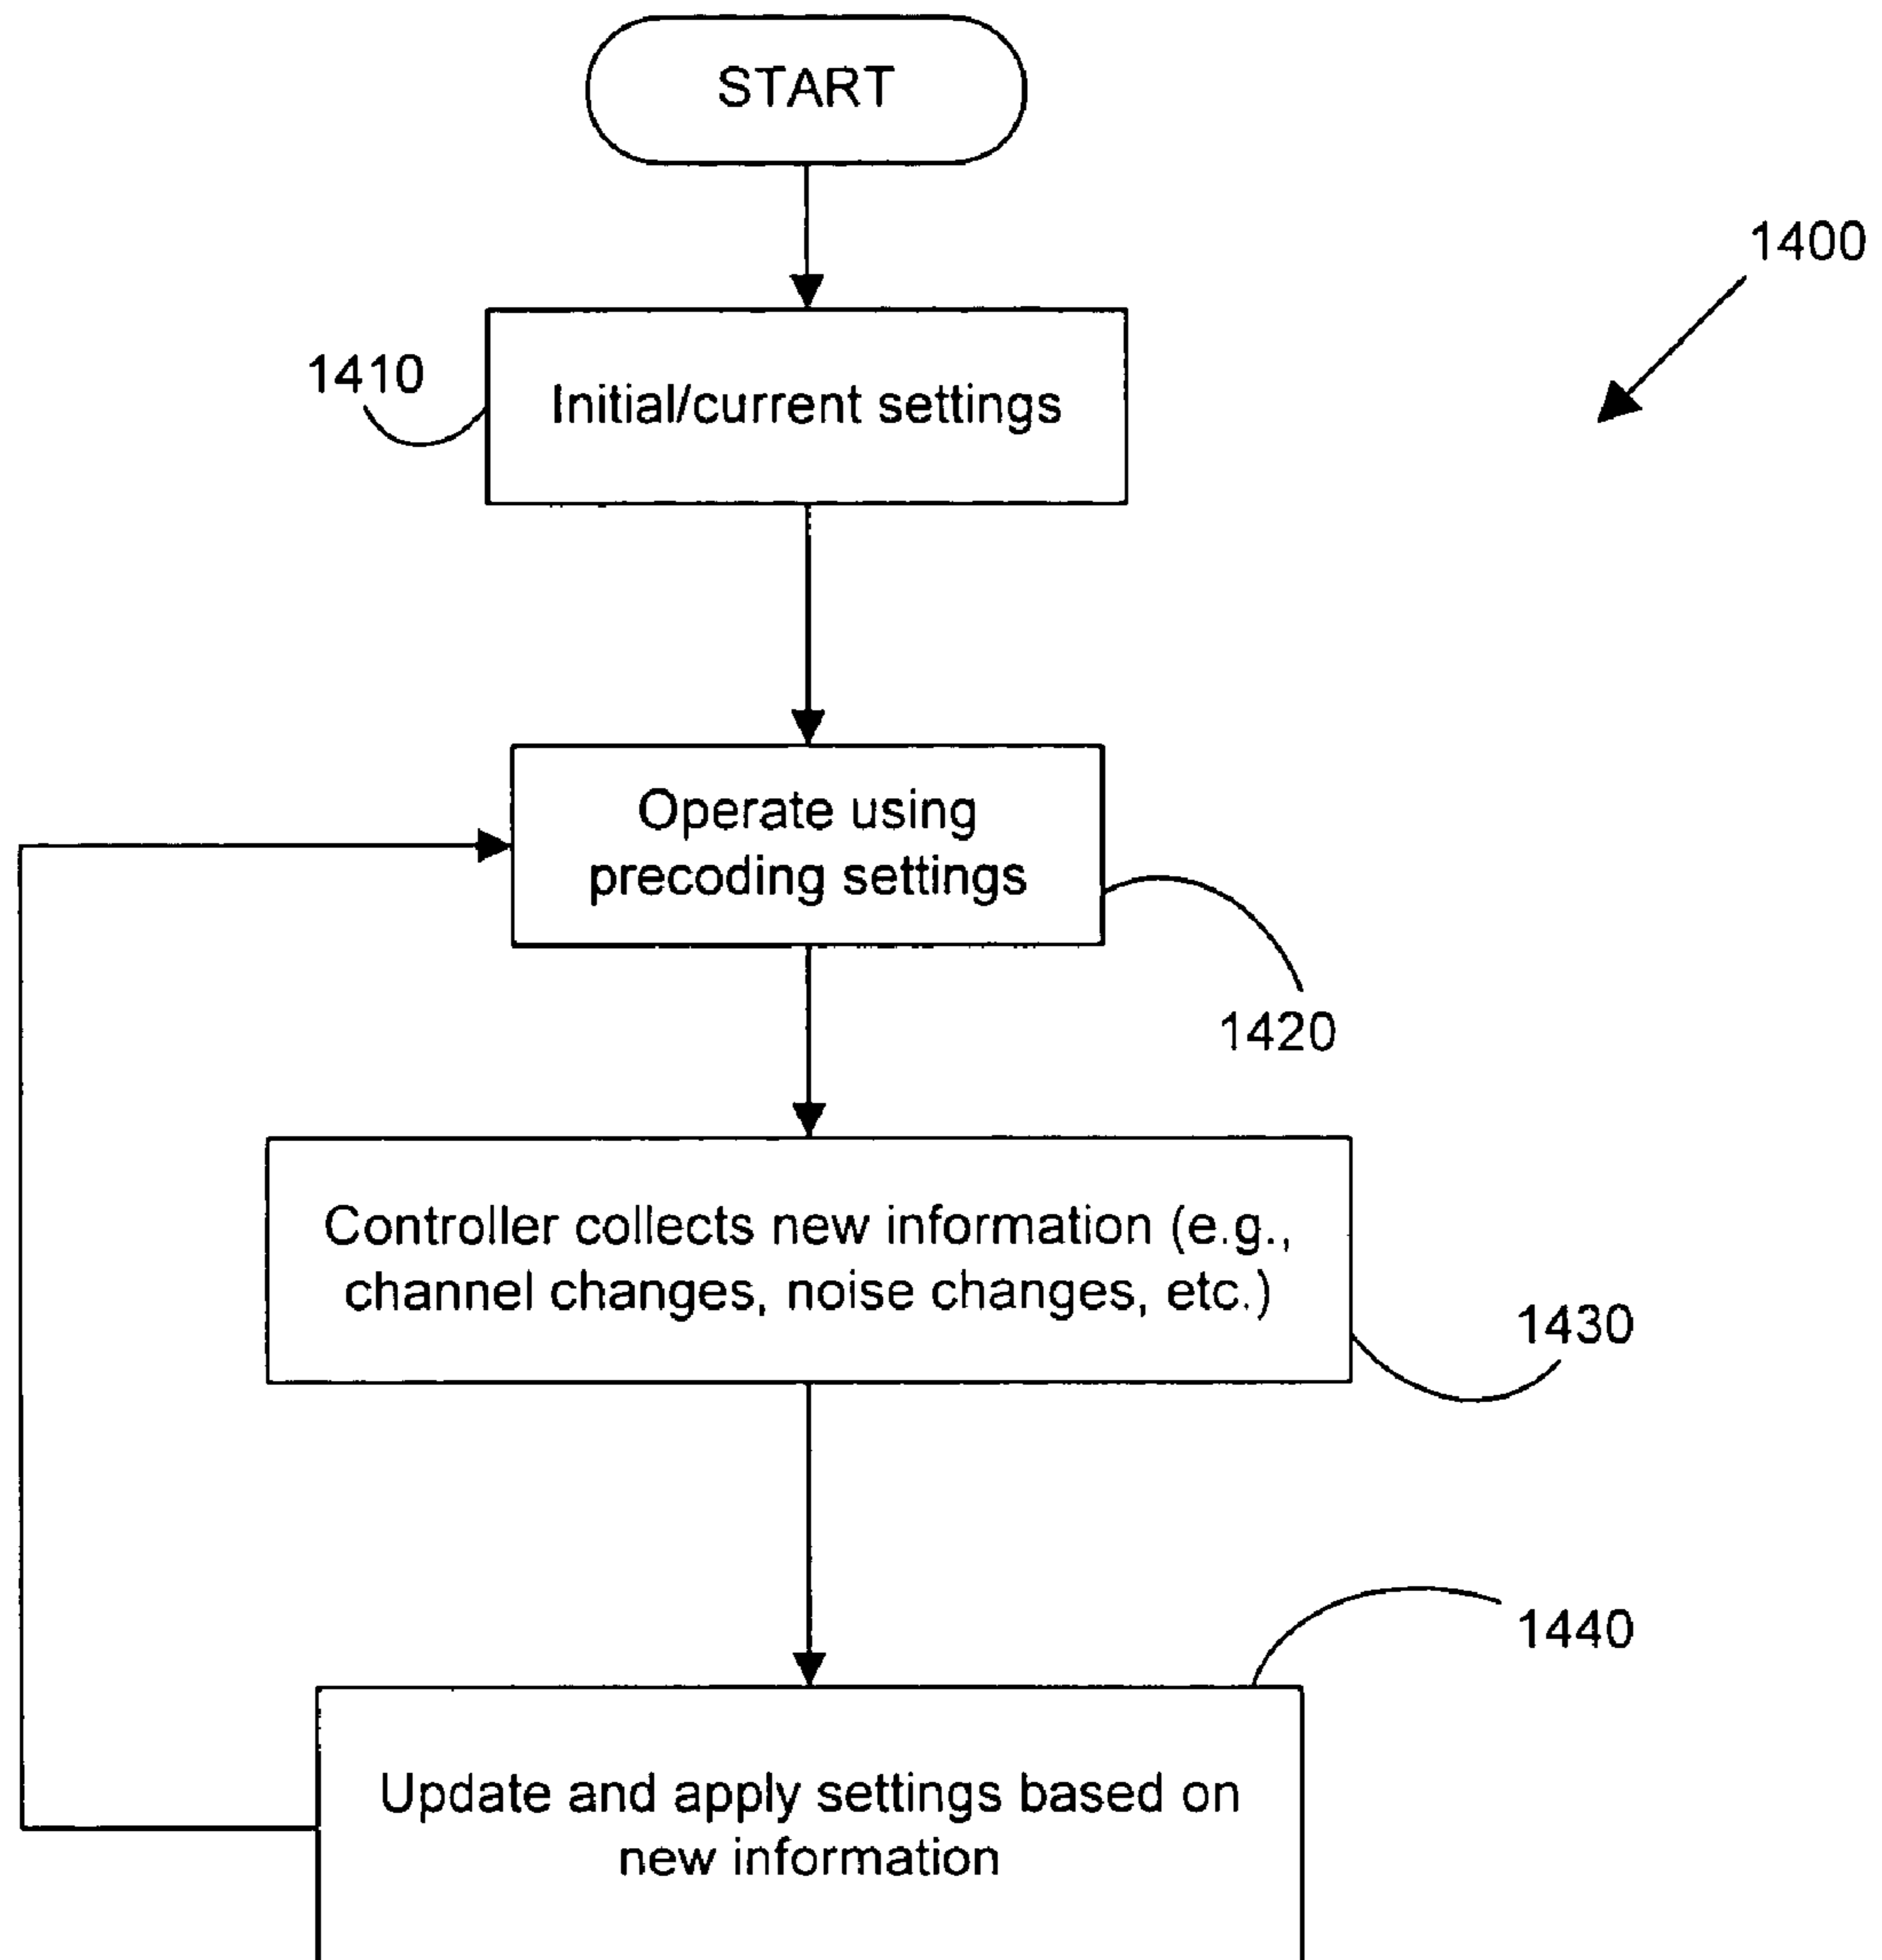 START
1400
1410
Initial/current settings
Operate using
precoding settings
1420
Controller collects new information (e.g.,
channel changes, noise changes, etc.)
1430
1440
Update and apply settings based on
new information